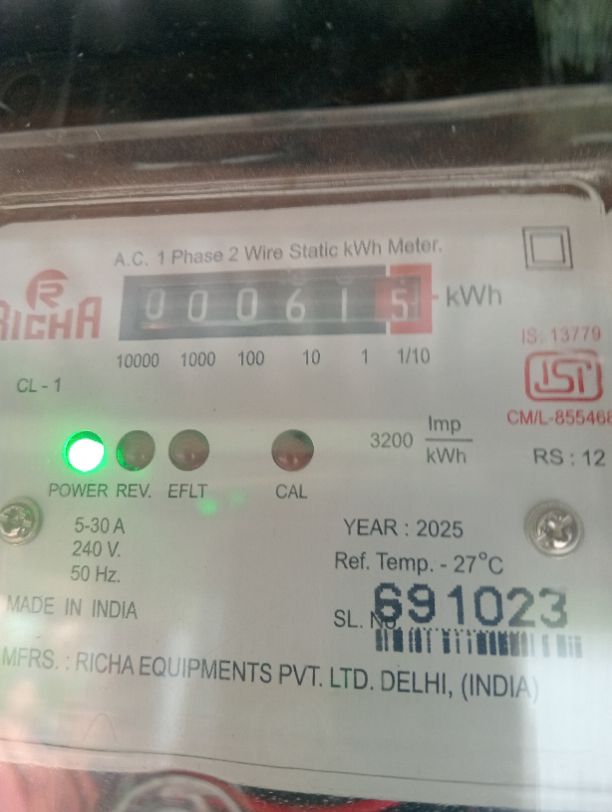 A.C. 1 Phase 2 Wire Static kWh Meter.
RICHA
0 0 0 6 1 5 kWh
10000 1000 100 10 1 1/10
CL - 1
IS: 13779
ISI
CM/L-855468
3200 Imp/kWh
RS : 12
POWER REV. EFLT CAL
5-30 A
240 V.
50 Hz.
YEAR : 2025
Ref. Temp. - 27°C
MADE IN INDIA
SL. No 691023
MFRS. : RICHA EQUIPMENTS PVT. LTD. DELHI, (INDIA)